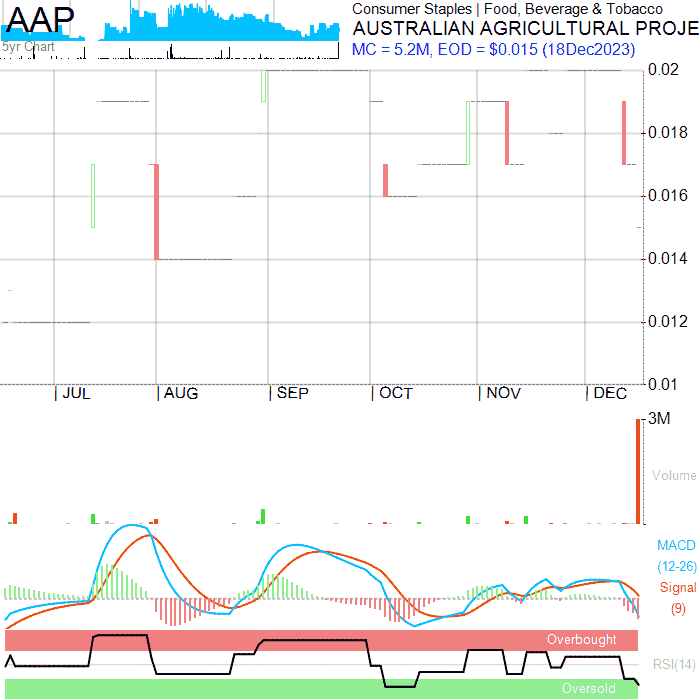 AAP
5yr Chart
Consumer Staples | Food, Beverage & Tobacco
AUSTRALIAN AGRICULTURAL PROJE
MC = 5.2M, EOD = $0.015 (18Dec2023)
0.02
0.018
0.016
0.014
0.012
0.01
| JUL | AUG | SEP | OCT | NOV | DEC
3M
Volume
MACD
(12-26)
Signal
(9)
Overbought
RSI(14)
Oversold